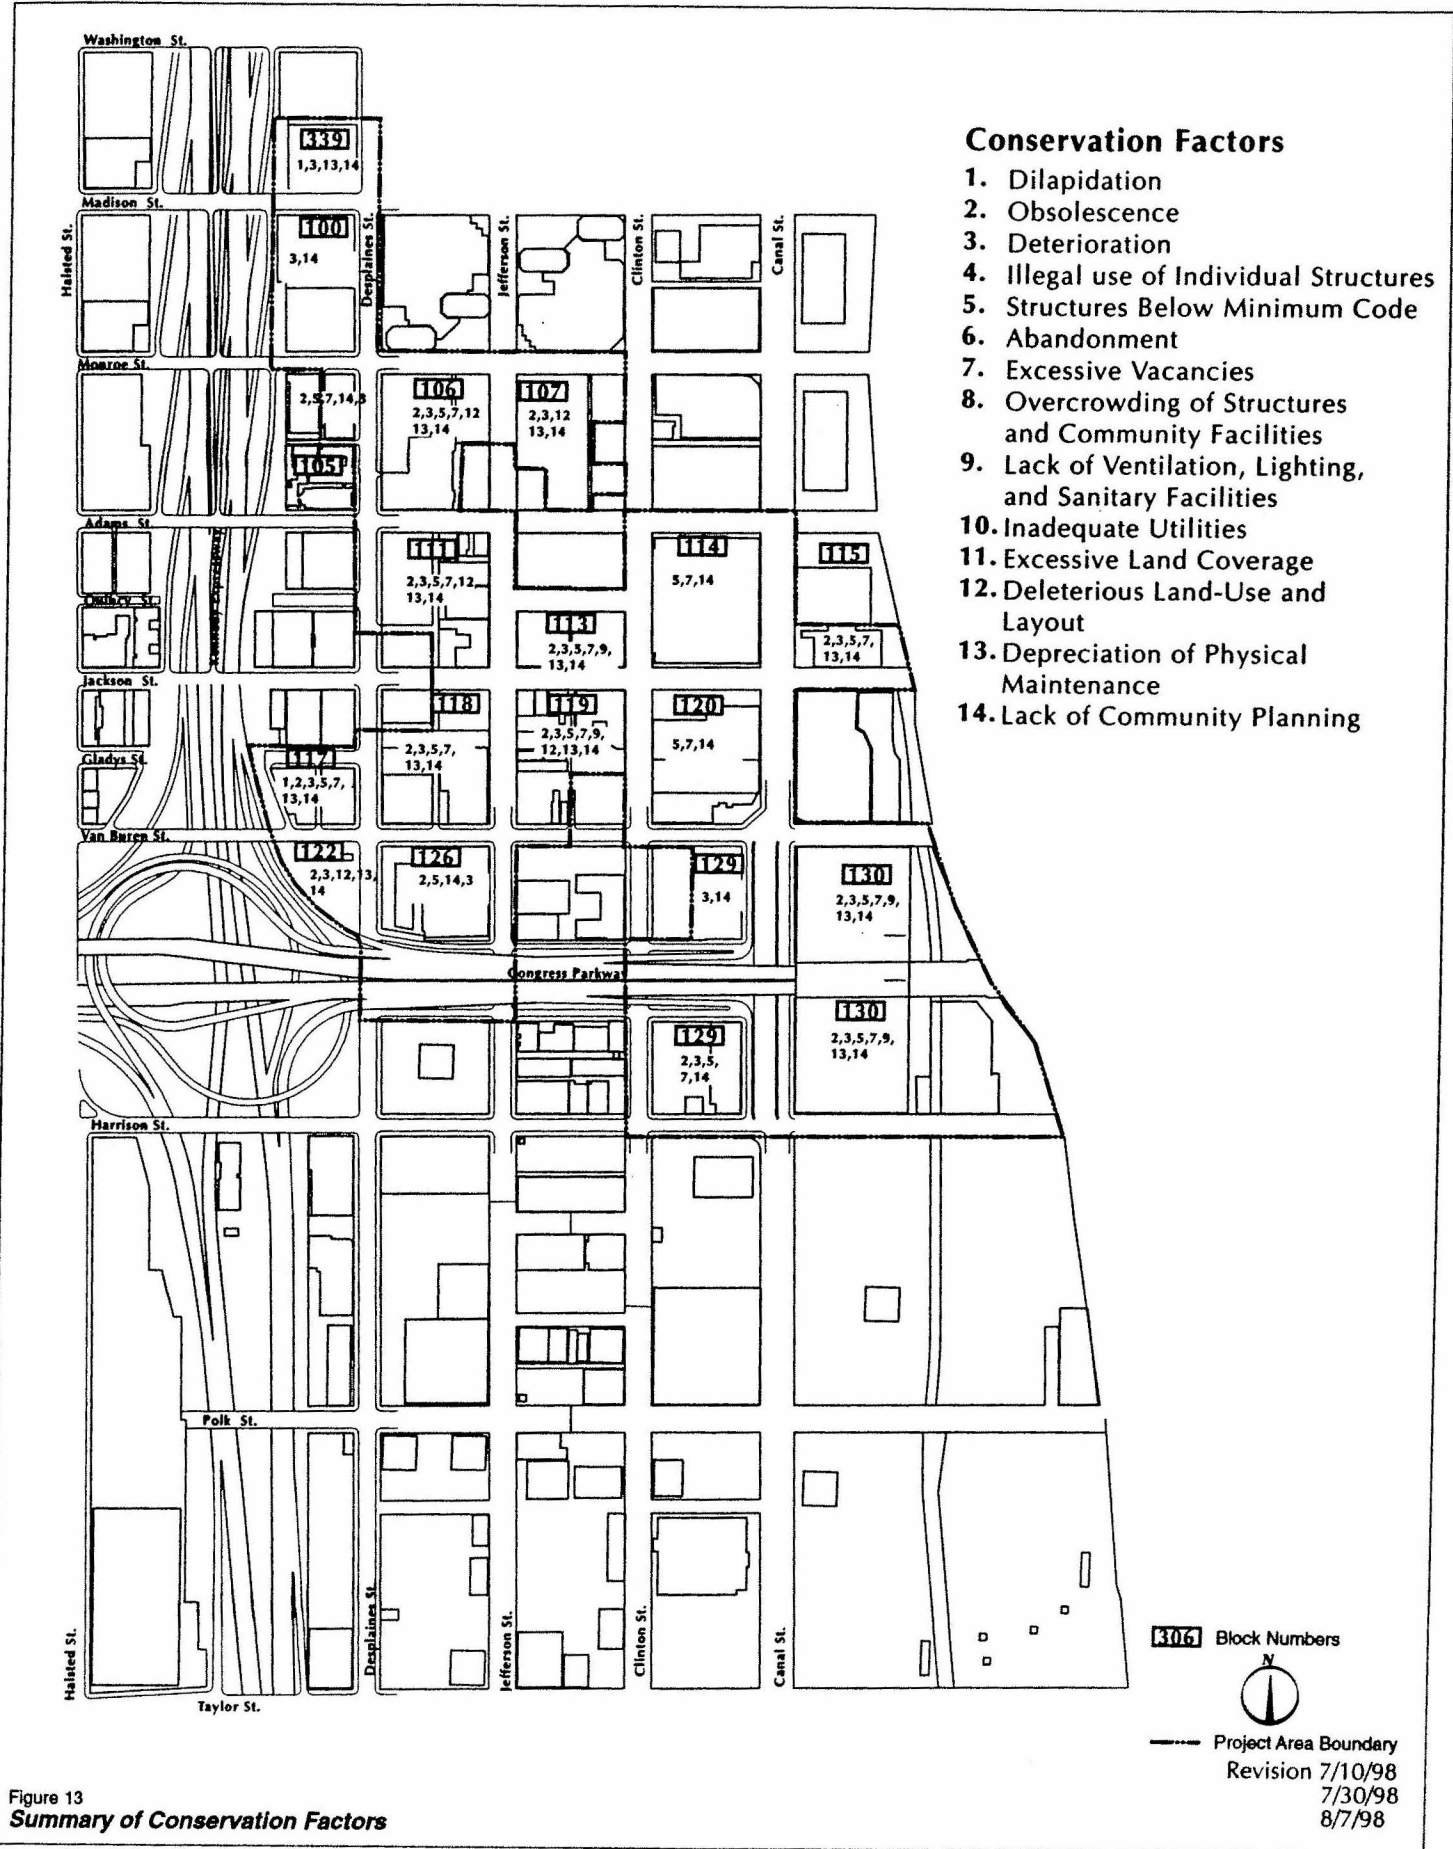 Washington St.
339
1,3,13,14
Madison St.
Halsted St.
100
3,14
Desplaines St.
Jefferson St.
Clinton St.
Canal St.
Conservation Factors
1. Dilapidation
2. Obsolescence
3. Deterioration
4. Illegal use of Individual Structures
5. Structures Below Minimum Code
6. Abandonment
7. Excessive Vacancies
8. Overcrowding of Structures
and Community Facilities
9. Lack of Ventilation, Lighting,
and Sanitary Facilities
10. Inadequate Utilities
11. Excessive Land Coverage
12. Deleterious Land-Use and
Layout
13. Depreciation of Physical
Maintenance
14. Lack of Community Planning
Monroe St.
2,5,7,14,3
105
106
2,3,5,7,12
13,14
107
2,3,12
13,14
Adams St.
Kennedy Expressway
Quincy St.
111
2,3,5,7,12,
13,14
113
2,3,5,7,9,
13,14
114
5,7,14
115
2,3,5,7,
13,14
Jackson St.
118
2,3,5,7,
13,14
119
2,3,5,7,9,
12,13,14
120
5,7,14
Gladys St.
117
1,2,3,5,7,
13,14
Van Buren St.
122
2,3,12,13,
14
126
2,5,14,3
129
3,14
130
2,3,5,7,9,
13,14
Congress Parkway
129
2,3,5,
7,14
130
2,3,5,7,9,
13,14
Harrison St.
Polk St.
Halsted St.
Desplaines St.
Jefferson St.
Clinton St.
Canal St.
Taylor St.
306 Block Numbers
N
Project Area Boundary
Revision 7/10/98
7/30/98
8/7/98
Figure 13
Summary of Conservation Factors